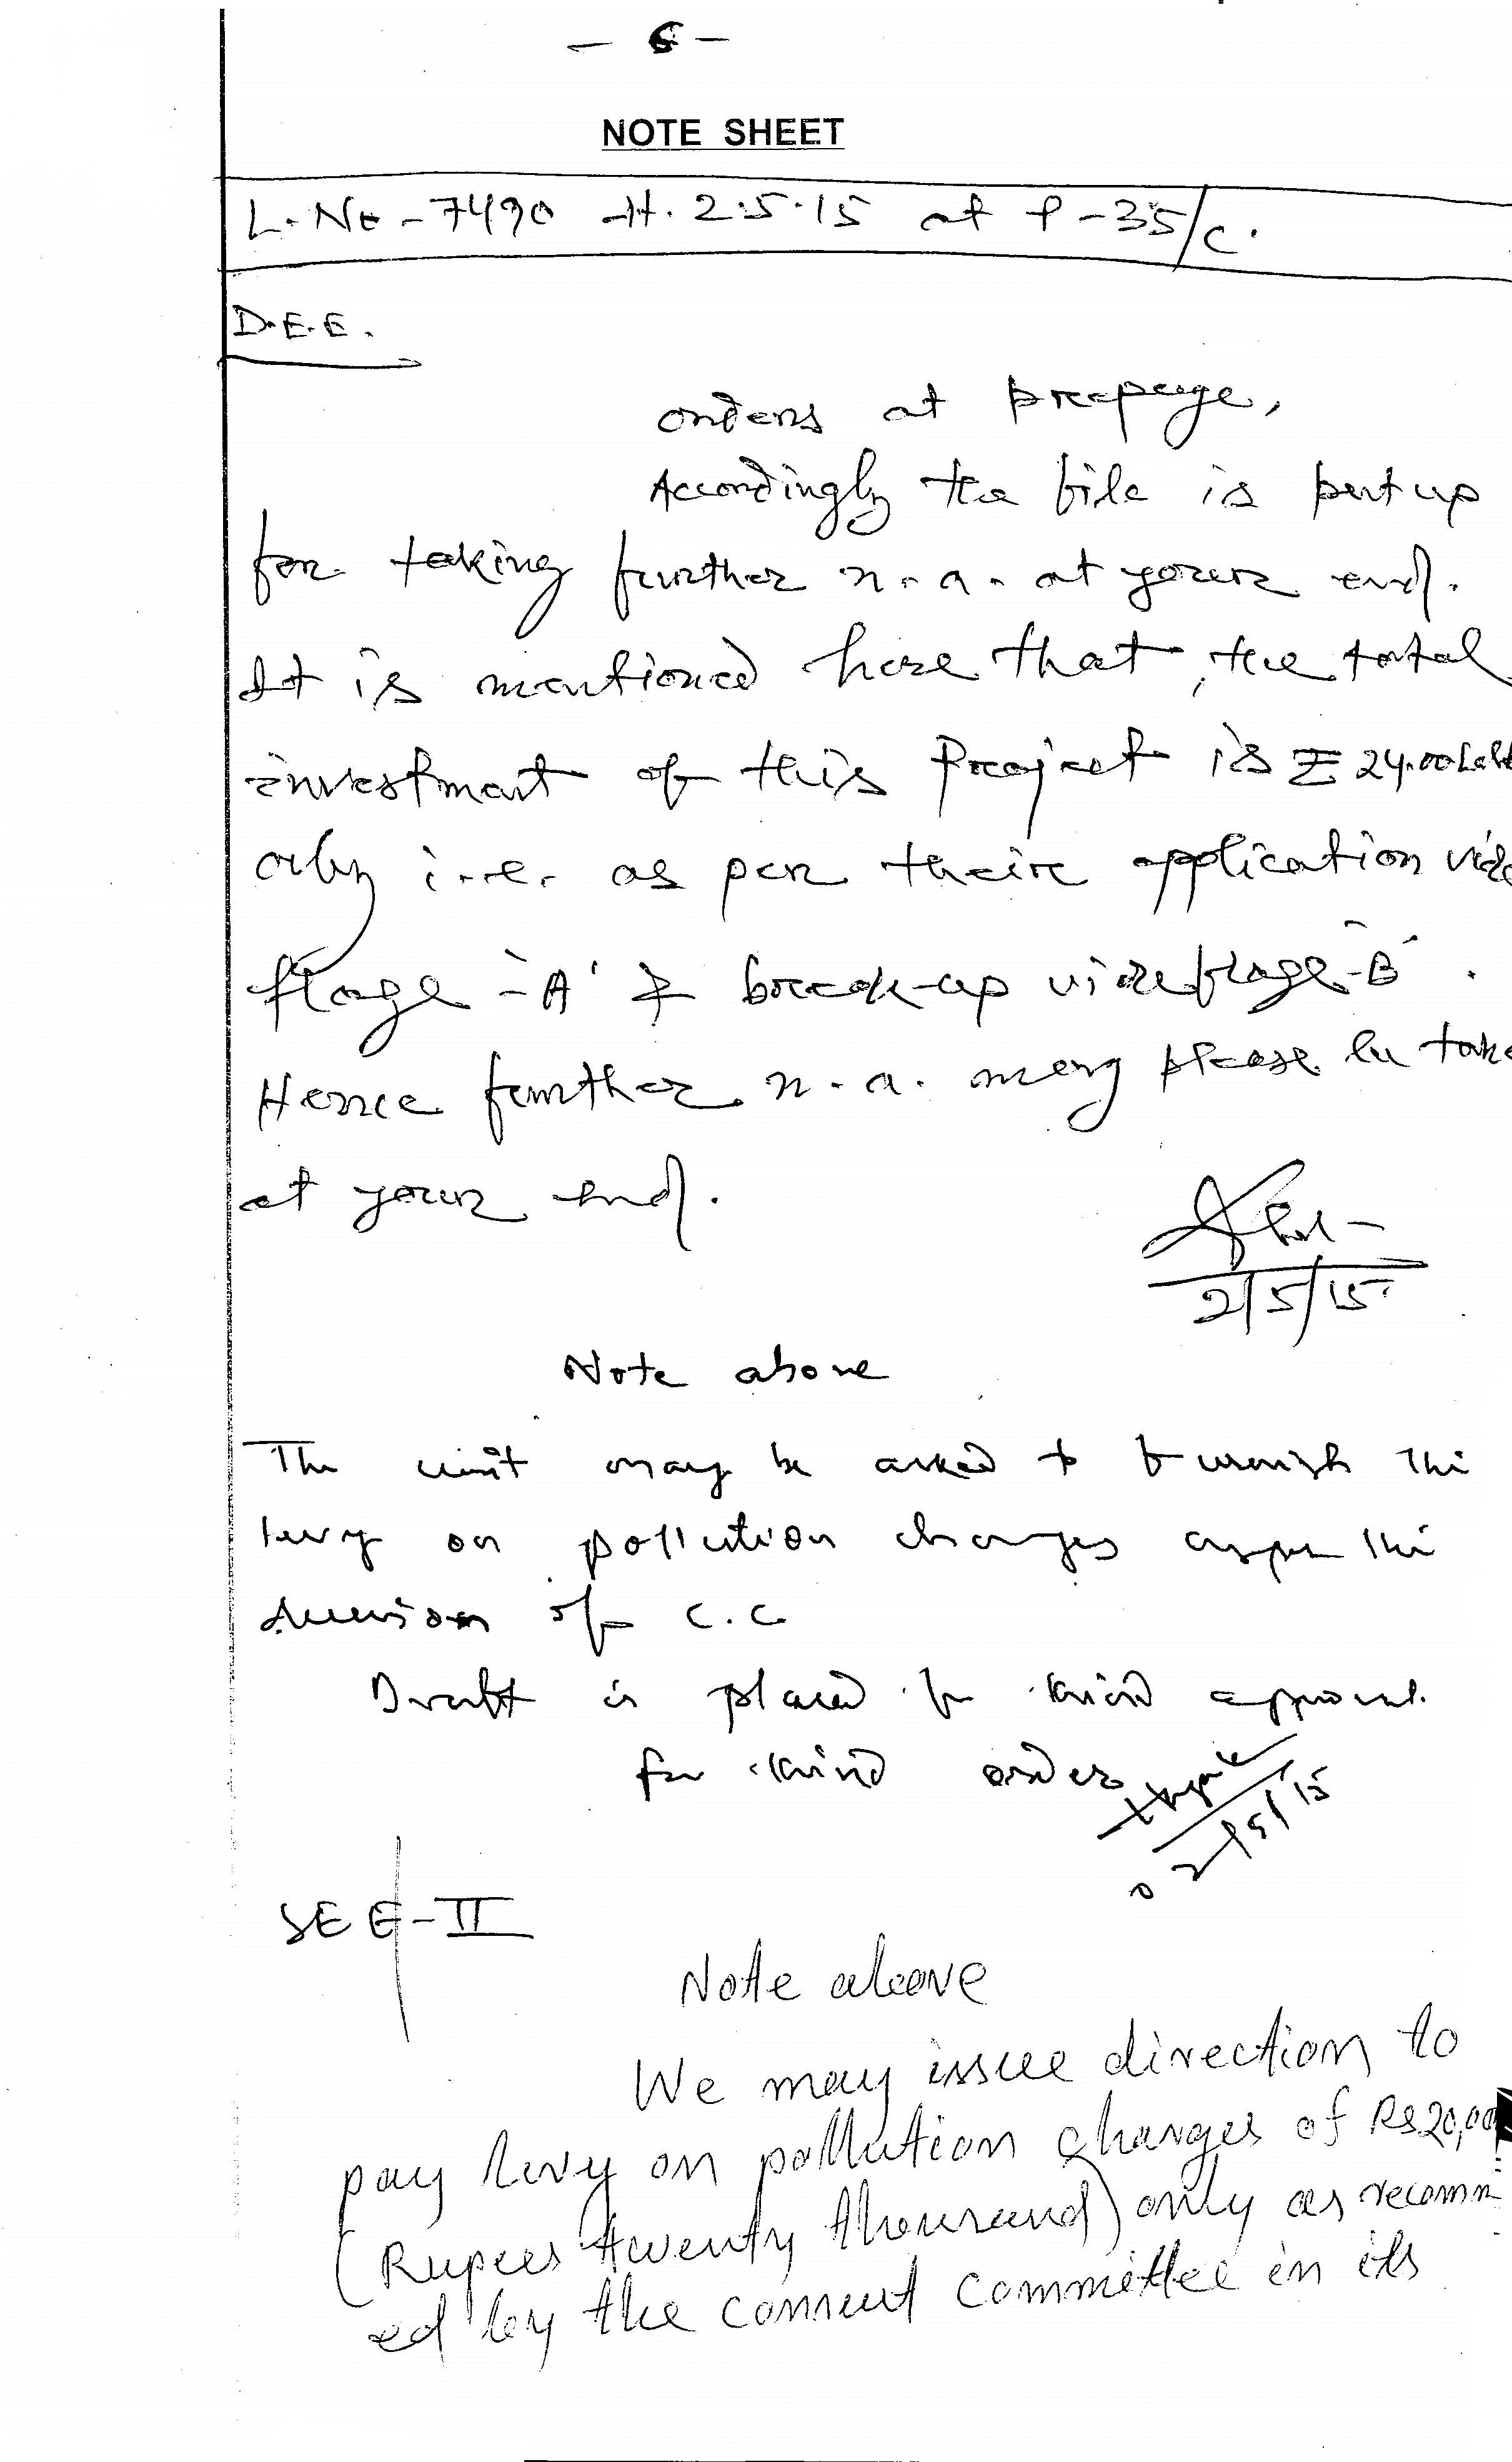 - 6 -
NOTE SHEET
L. No - 7490 dt. 2.5.15 at P-35/c.
D.E.E.
orders at prepage,
Accordingly the file is put up
for taking further n.a. at your end.
It is mentioned here that, the total
investment of this Project is ₹ 24.00 Lakh
only i.e. as per their application vide
flage - 'A' & break-up vide flage - 'B'.
Hence further n.a. may please be take
at your end.
2/5/15
Note above
The unit may be asked to furnish the
levy on pollution charges as per the
decision of C.C
Draft is placed for kind approval.
for kind orders
2/5/15
SEE-II
Note above
We may issue direction to
pay levy on pollution charges of Rs 20,00
(Rupees twenty thousand) only as recomm
ed by the consent committee in its